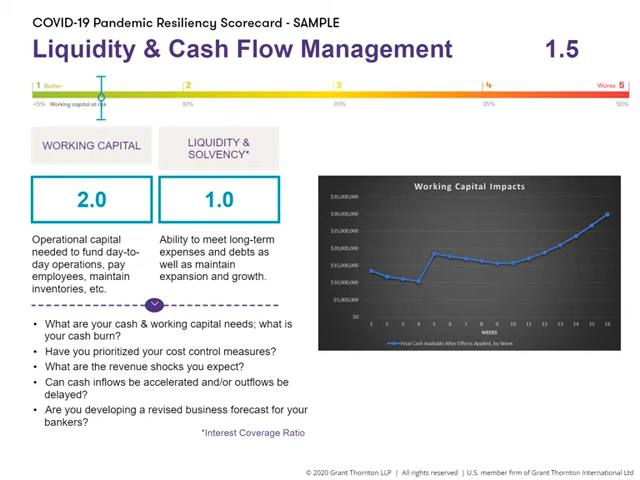 COVID-19 Pandemic Resiliency Scorecard - SAMPLE
Liquidity & Cash Flow Management 1.5
1 Better 2 3 4 Worse 5
<5% Working capital at risk 10% 20% 35% 50%
WORKING CAPITAL
LIQUIDITY &
SOLVENCY*
2.0
1.0
Operational capital
needed to fund day-to-
day operations, pay
employees, maintain
inventories, etc.
Ability to meet long-term
expenses and debts as
well as maintain
expansion and growth.
• What are your cash & working capital needs; what is
your cash burn?
• Have you prioritized your cost control measures?
• What are the revenue shocks you expect?
• Can cash inflows be accelerated and/or outflows be
delayed?
• Are you developing a revised business forecast for your
bankers?
*Interest Coverage Ratio
Working Capital Impacts
$35,000,000
$30,000,000
$25,000,000
$20,000,000
$15,000,000
$10,000,000
$5,000,000
$0
1 2 3 4 5 6 7 8 9 10 11 12 13 14 15 16
WEEKS
Final Cash Available After Effects Applied, by Week
© 2020 Grant Thornton LLP | All rights reserved | U.S. member firm of Grant Thornton International Ltd